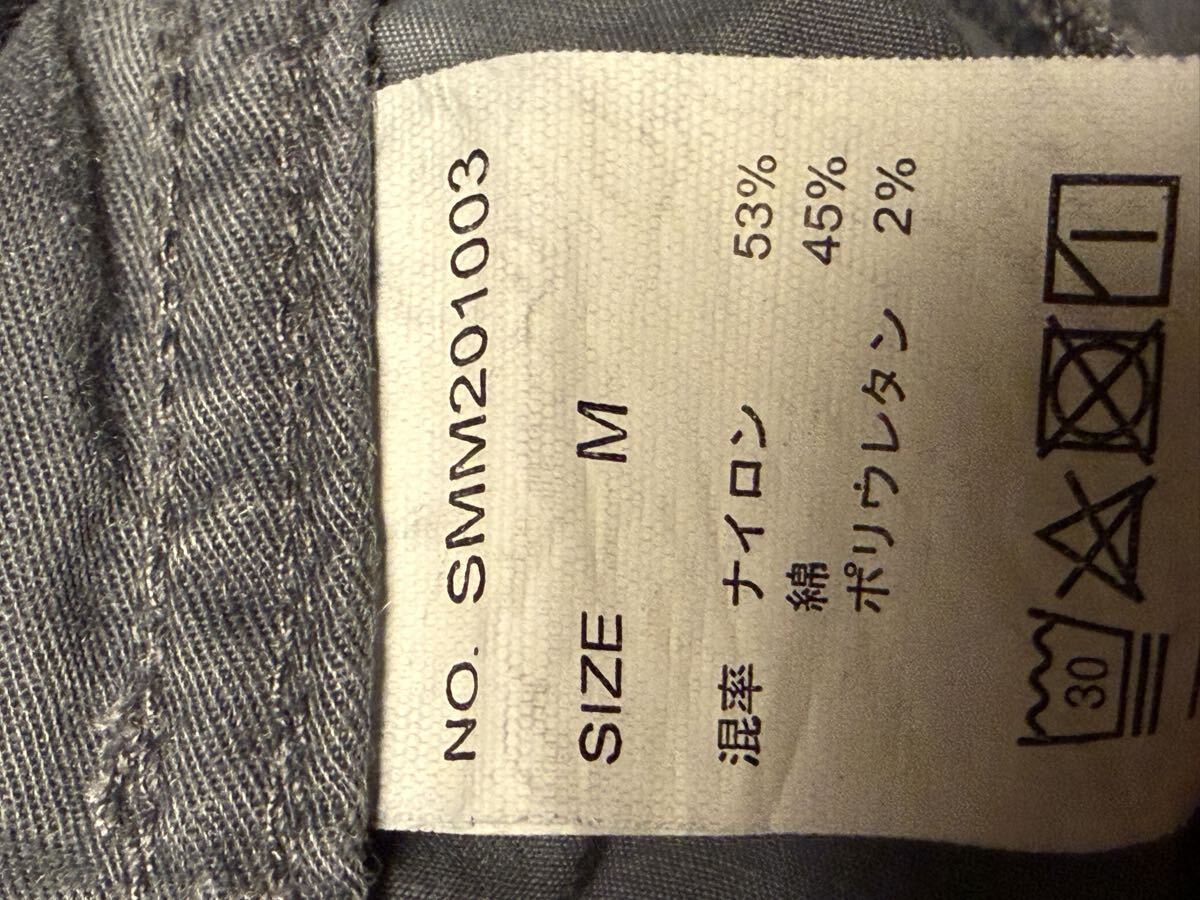 NO. SMM201003
SIZE M
混率 ナイロン 53%
綿 45%
ポリウレタン 2%
30